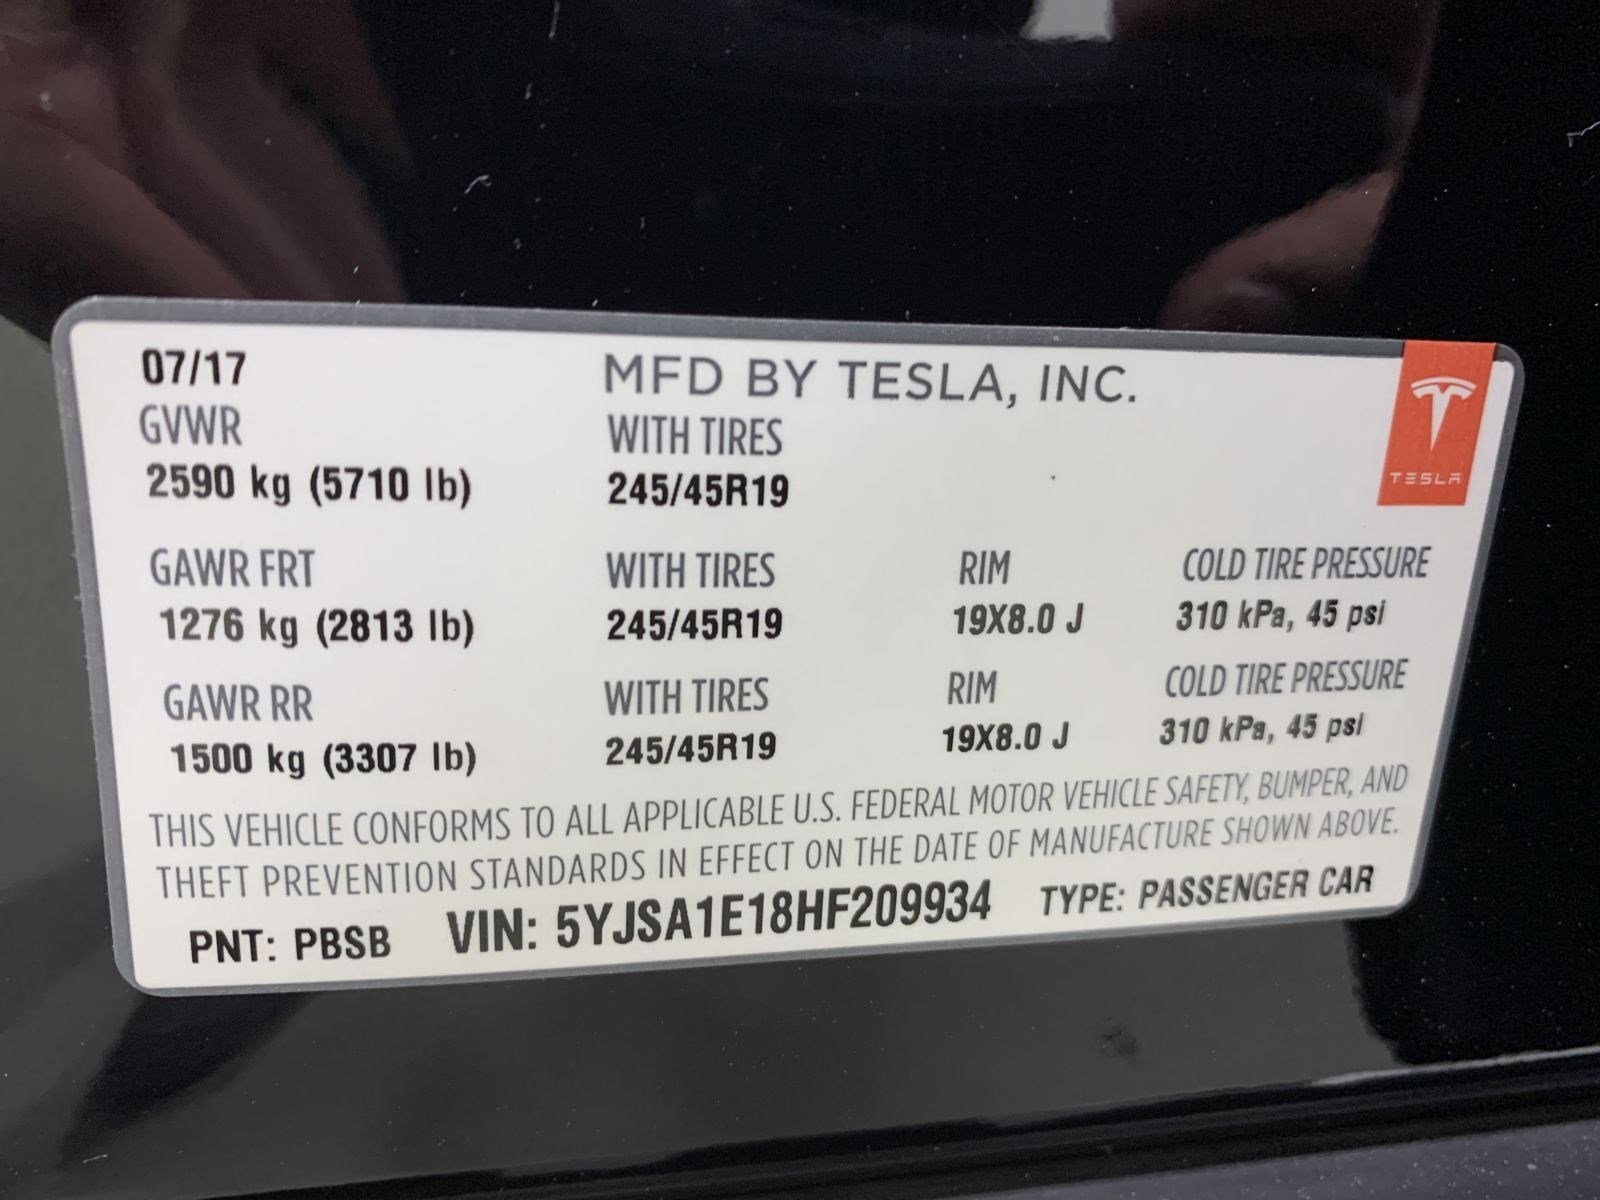 07/17 MFD BY TESLA, INC.
GVWR WITH TIRES
2590 kg (5710 lb) 245/45R19
TESLA
GAWR FRT WITH TIRES RIM COLD TIRE PRESSURE
1276 kg (2813 lb) 245/45R19 19X8.0 J 310 kPa, 45 psi
GAWR RR WITH TIRES RIM COLD TIRE PRESSURE
1500 kg (3307 lb) 245/45R19 19X8.0 J 310 kPa, 45 psi
THIS VEHICLE CONFORMS TO ALL APPLICABLE U.S. FEDERAL MOTOR VEHICLE SAFETY, BUMPER, AND
THEFT PREVENTION STANDARDS IN EFFECT ON THE DATE OF MANUFACTURE SHOWN ABOVE.
PNT: PBSB VIN: 5YJSA1E18HF209934 TYPE: PASSENGER CAR